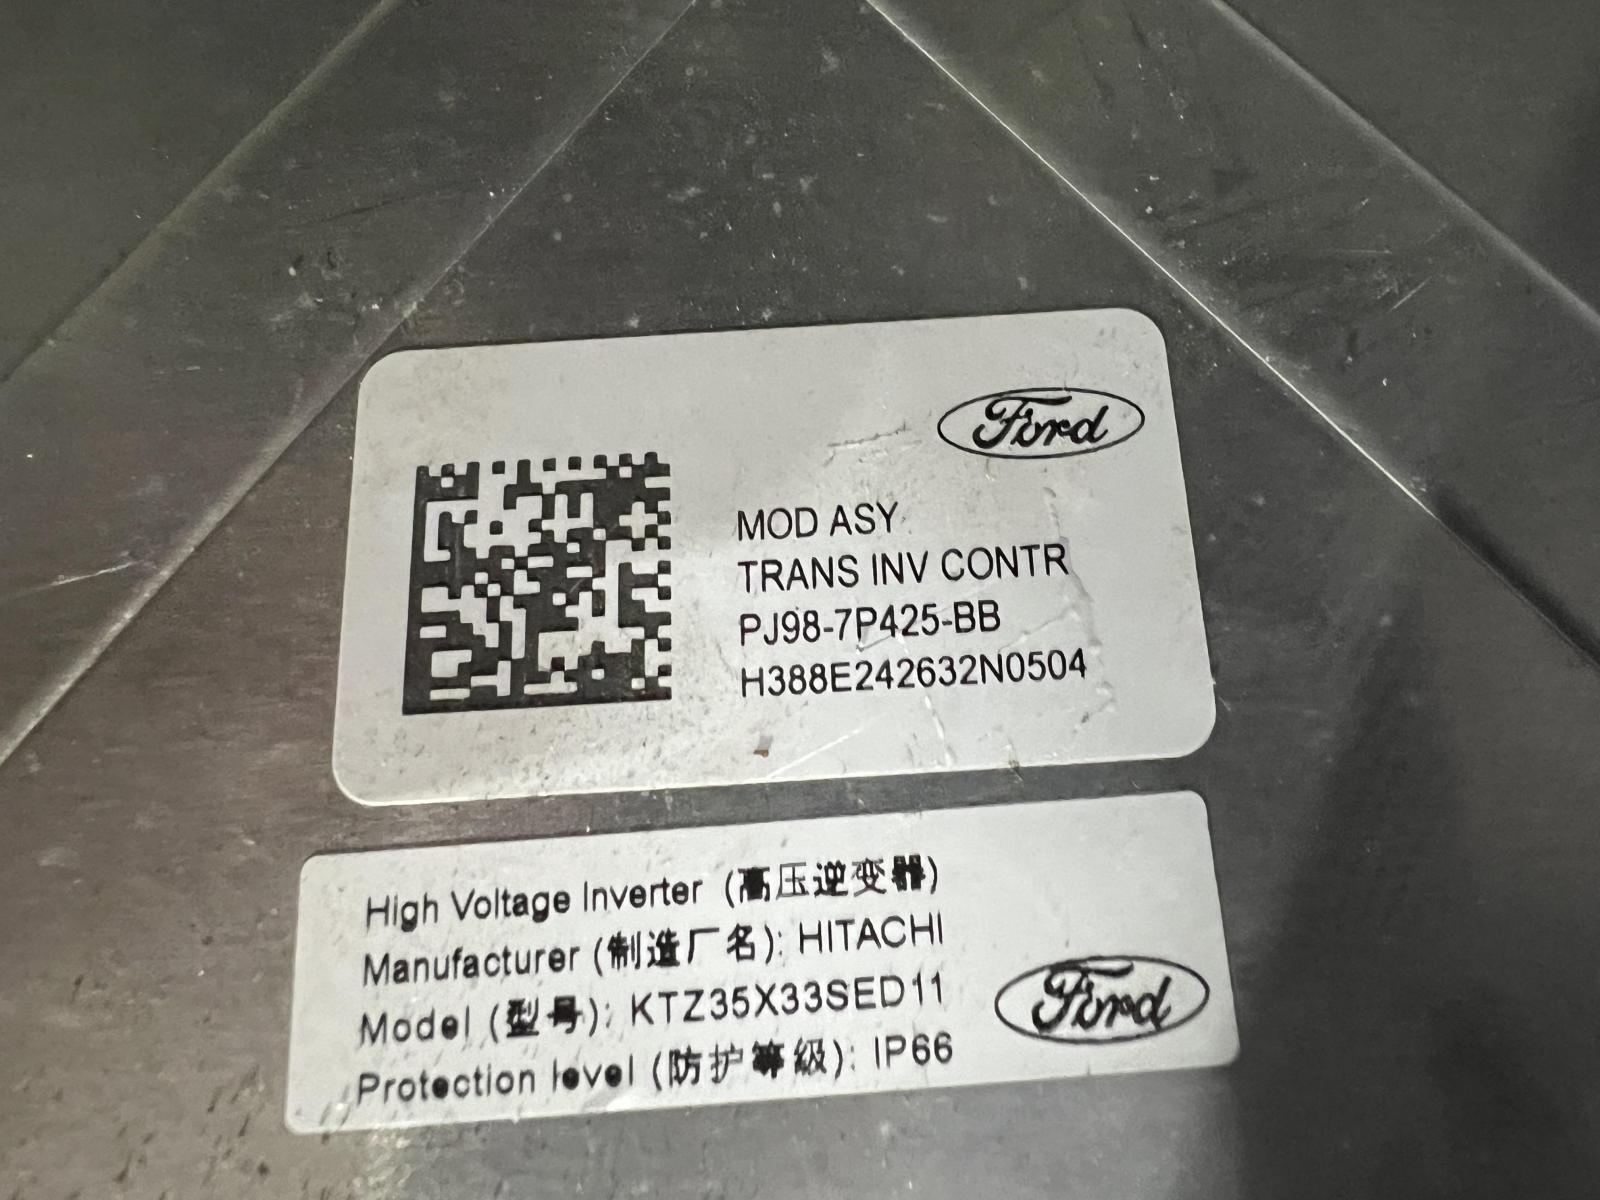 Ford
MOD ASY
TRANS INV CONTR
PJ98-7P425-BB
H388E242632N0504
High Voltage Inverter (高压逆变器)
Manufacturer (制造厂名): HITACHI
Model (型号): KTZ35X33SED11
Protection level (防护等级): IP66
Ford